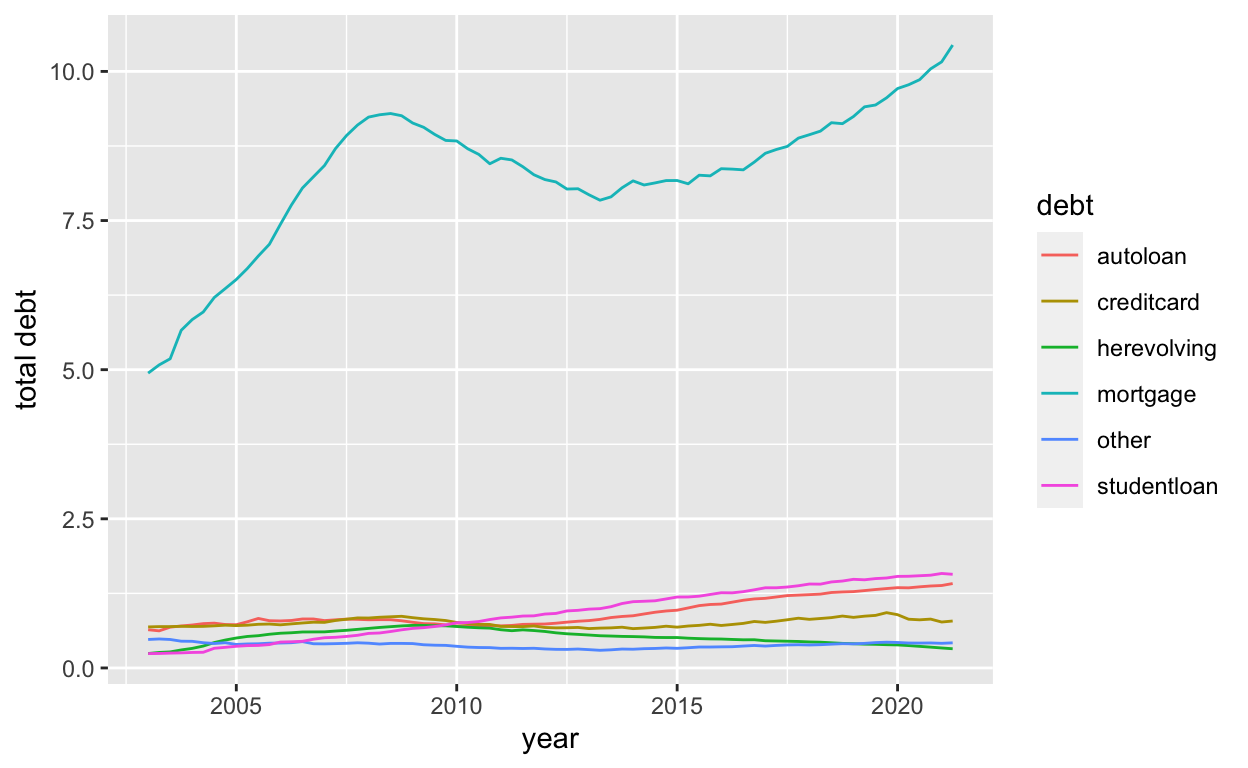 total debt
10.0
7.5
5.0
2.5
0.0
2005 2010 2015 2020
year
debt
autoloan
creditcard
herevolving
mortgage
other
studentloan